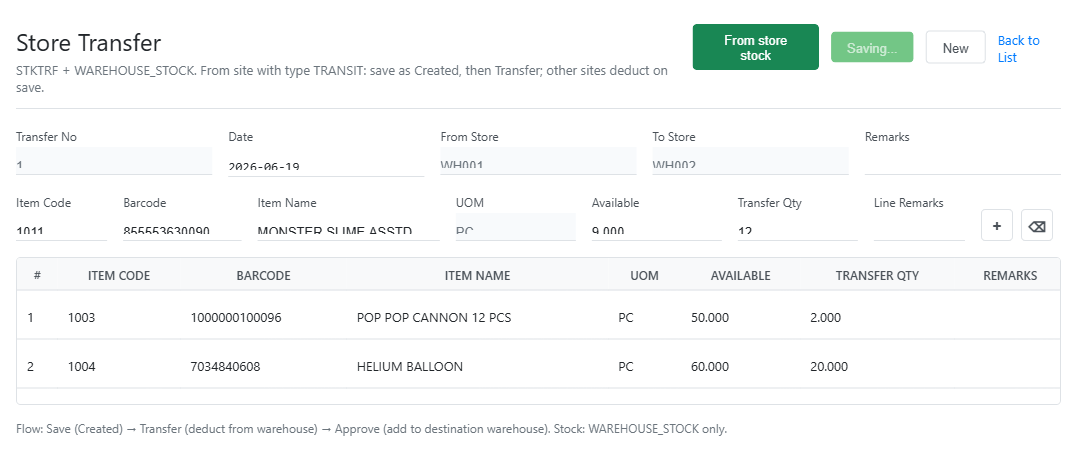 Store Transfer
STKTRF + WAREHOUSE_STOCK. From site with type TRANSIT: save as Created, then Transfer; other sites deduct on
save.
From store
stock
Saving...
New
Back to
List
Transfer No
Date
From Store
To Store
Remarks
1
2026-06-19
WH001
WH002
Item Code
Barcode
Item Name
UOM
Available
Transfer Qty
Line Remarks
1011
855553630090
MONSTER SLIME ASSTD
PC
9.000
12
+
⌫
# ITEM CODE BARCODE ITEM NAME UOM AVAILABLE TRANSFER QTY REMARKS
1 1003 1000000100096 POP POP CANNON 12 PCS PC 50.000 2.000
2 1004 7034840608 HELIUM BALLOON PC 60.000 20.000
Flow: Save (Created) → Transfer (deduct from warehouse) → Approve (add to destination warehouse). Stock: WAREHOUSE_STOCK only.